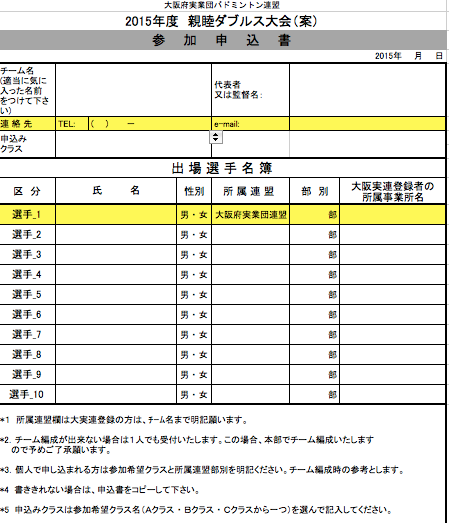 大阪府実業団バドミントン連盟
2015年度 親睦ダブルス大会(案)
参 加 申 込 書
2015年 月 日
チーム名
(適当に気に
入った名前
をつけて下さ
い)
代表者
又は監督名:
連絡先 TEL: ( ) ー e-mail:
申込み
クラス
出場選手名簿
区 分 氏 名 性別 所属連盟 部 別 大阪実連登録者の
所属事業所名
選手_1 男・女 大阪府実業団連盟 部
選手_2 男・女 部
選手_3 男・女 部
選手_4 男・女 部
選手_5 男・女 部
選手_6 男・女 部
選手_7 男・女 部
選手_8 男・女 部
選手_9 男・女 部
選手_10 男・女 部
*1 所属連盟欄は大実連登録の方は、チーム名まで明記願います。
*2. チーム編成が出来ない場合は1人でも受付いたします。この場合、本部でチーム編成いたします
ので予めご了承願います。
*3. 個人で申し込まれる方は参加希望クラスと所属連盟部別を明記ください。チーム編成時の参考とします。
*4 書ききれない場合は、申込書をコピーして下さい。
*5 申込みクラスは参加希望クラス名(Aクラス・Bクラス・Cクラスから一つ)を選んで記入してください。